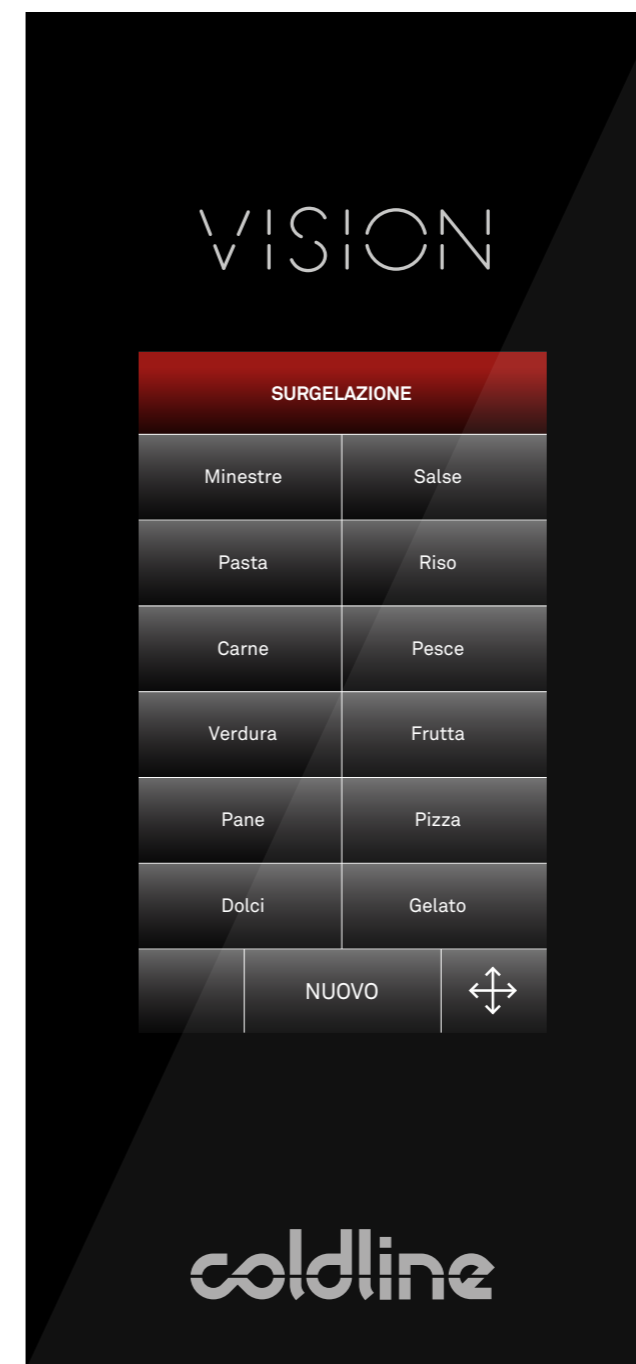 VISION
SURGELAZIONE
Minestre Salse
Pasta Riso
Carne Pesce
Verdura Frutta
Pane Pizza
Dolci Gelato
NUOVO
coldline